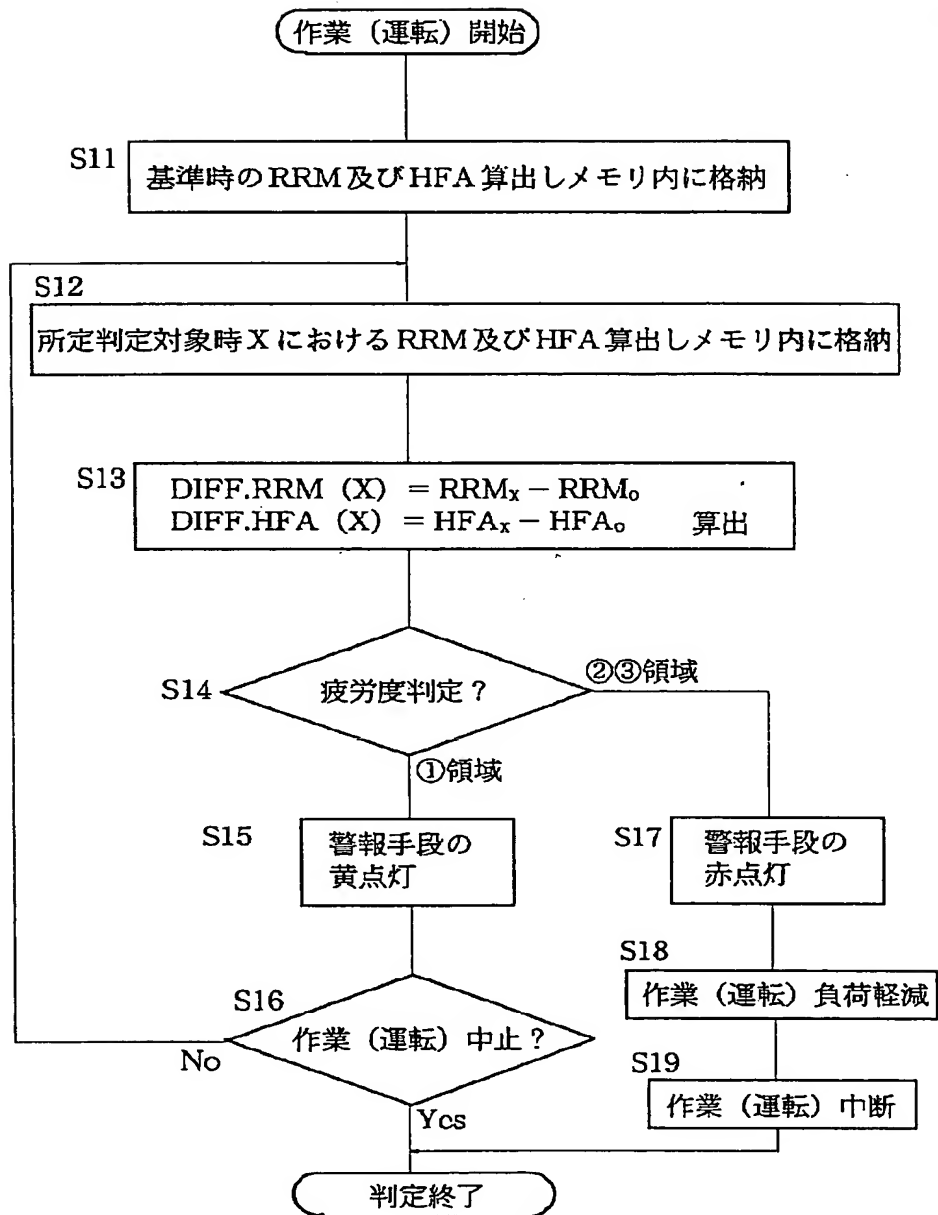 作業（運転）開始
S11
基準時のRRM及びHFA算出しメモリ内に格納
S12
所定判定対象時XにおけるRRM及びHFA算出しメモリ内に格納
S13
DIFF.RRM (X) = RRMx − RRMo
DIFF.HFA (X) = HFAx − HFAo 算出
S14
疲労度判定？
②③領域
①領域
S15
警報手段の
黄点灯
S17
警報手段の
赤点灯
S16
作業（運転）中止？
No
Yes
S18
作業（運転）負荷軽減
S19
作業（運転）中断
判定終了